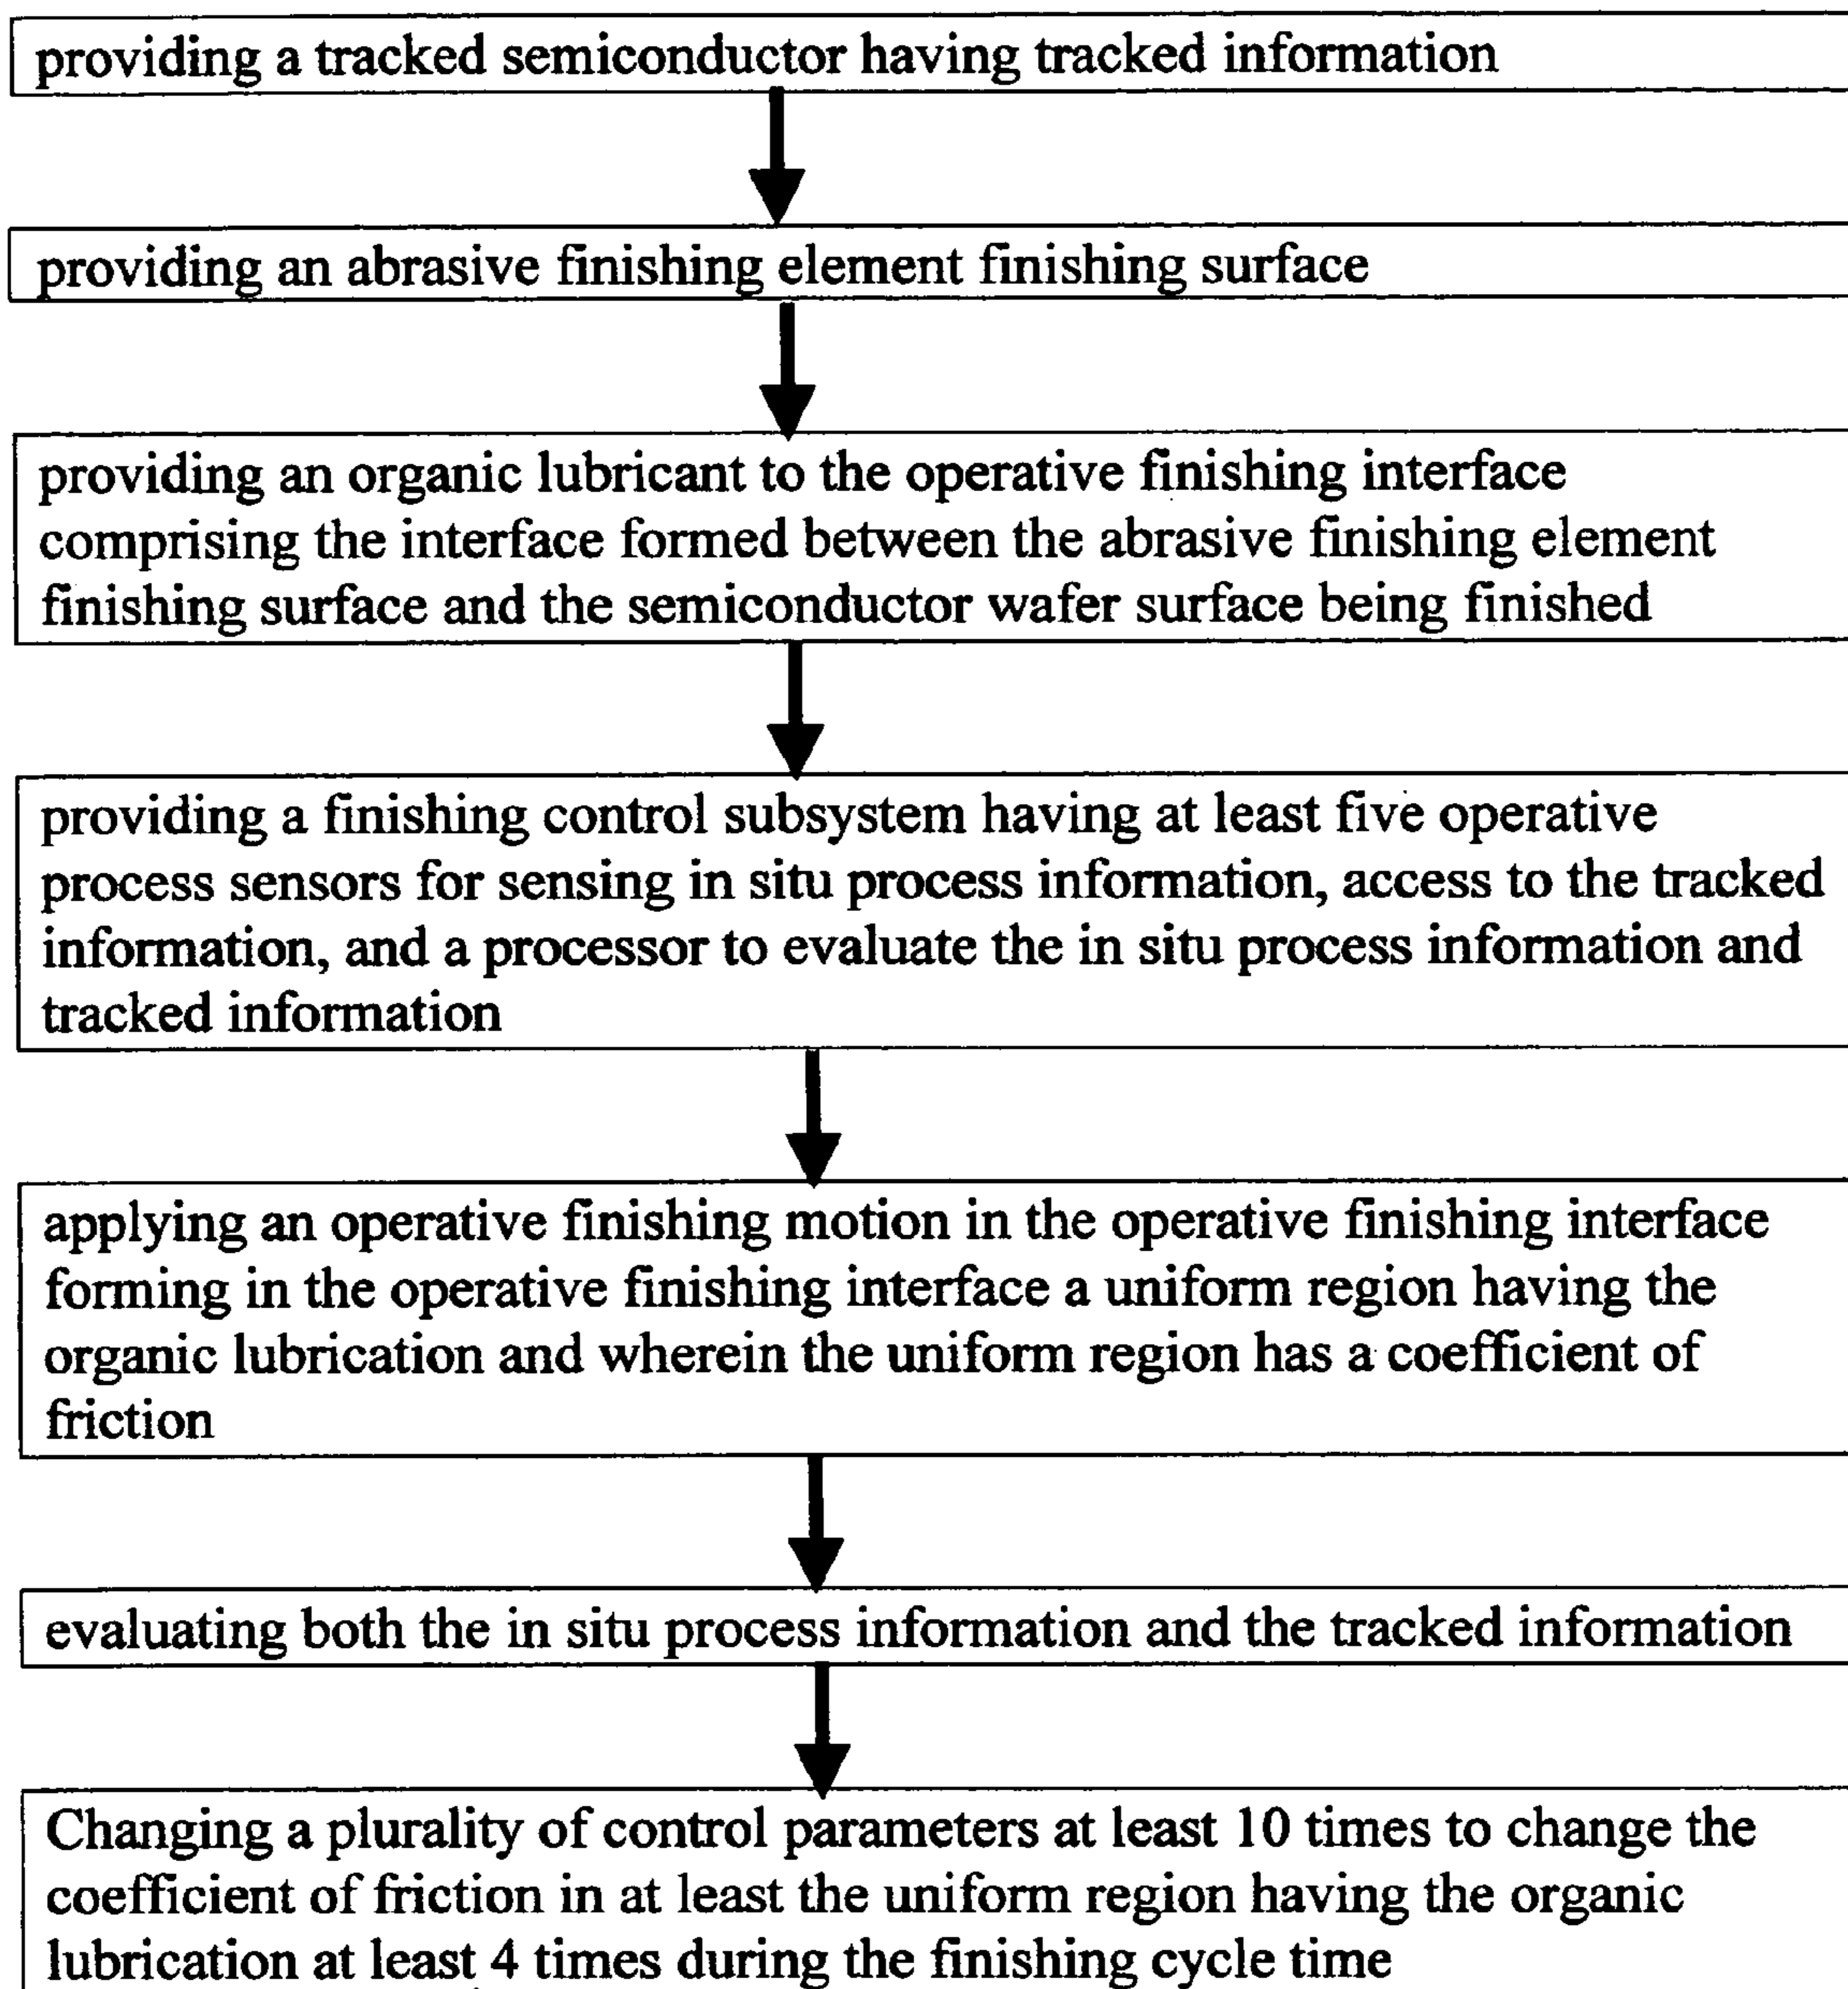 providing a tracked semiconductor having tracked information
providing an abrasive finishing element finishing surface
providing an organic lubricant to the operative finishing interface
comprising the interface formed between the abrasive finishing element
finishing surface and the semiconductor wafer surface being finished
providing a finishing control subsystem having at least five operative
process sensors for sensing in situ process information, access to the tracked
information, and a processor to evaluate the in situ process information and
tracked information
applying an operative finishing motion in the operative finishing interface
forming in the operative finishing interface a uniform region having the
organic lubrication and wherein the uniform region has a coefficient of
friction
evaluating both the in situ process information and the tracked information
Changing a plurality of control parameters at least 10 times to change the
coefficient of friction in at least the uniform region having the organic
lubrication at least 4 times during the finishing cycle time